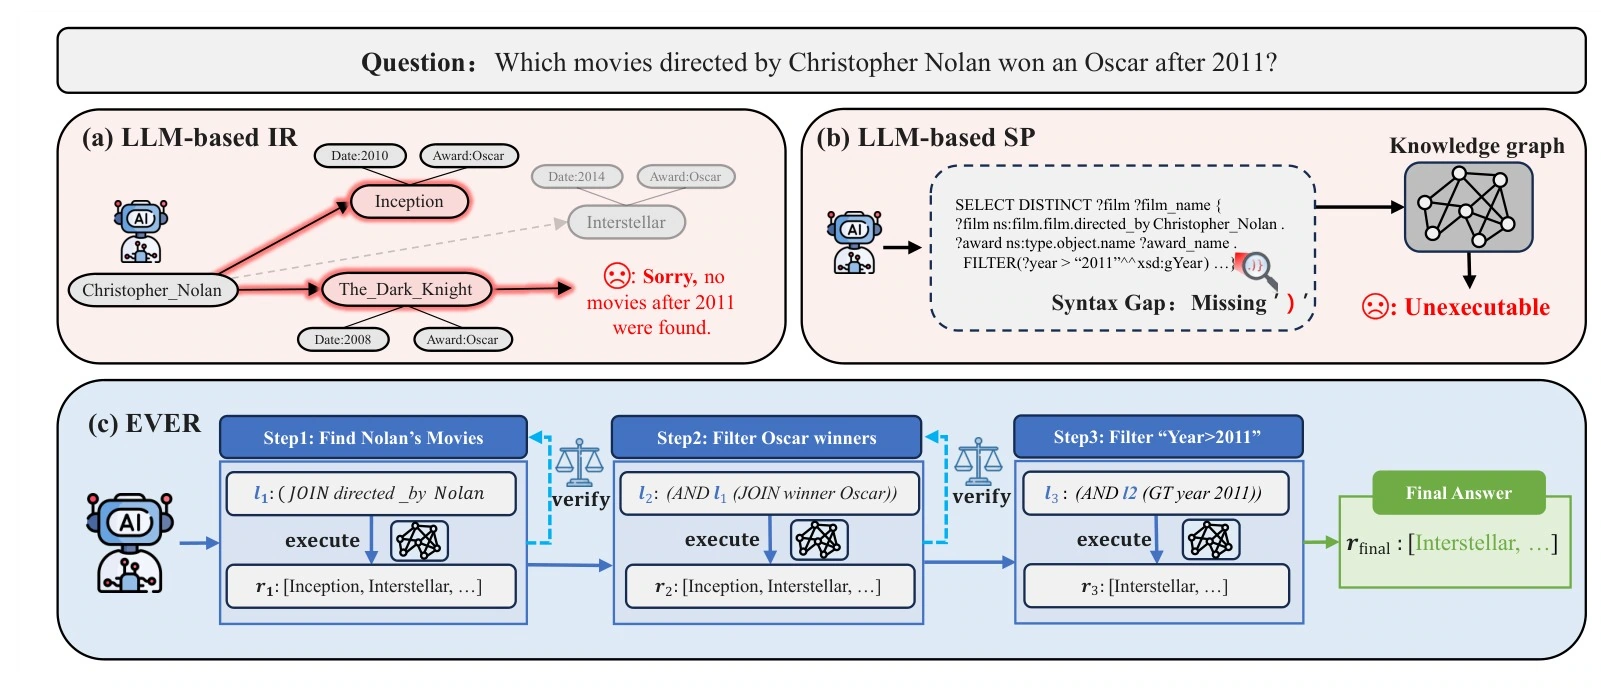 Question： Which movies directed by Christopher Nolan won an Oscar after 2011?
(a) LLM-based IR
Date:2010
Award:Oscar
Inception
Date:2014
Award:Oscar
Interstellar
AI
Christopher_Nolan
The_Dark_Knight
Date:2008
Award:Oscar
: Sorry, no
movies after 2011
were found.
(b) LLM-based SP
AI
SELECT DISTINCT ?film ?film_name {
?film ns:film.film.directed_by Christopher_Nolan .
?award ns:type.object.name ?award_name .
FILTER(?year > “2011”^^xsd:gYear) …}
.)}
Syntax Gap： Missing ‘ ) ’
Knowledge graph
: Unexecutable
(c) EVER
AI
Step1: Find Nolan’s Movies
l1: ( JOIN directed _by Nolan
execute
r1: [Inception, Interstellar, …]
verify
Step2: Filter Oscar winners
l2: (AND l1 (JOIN winner Oscar))
execute
r2: [Inception, Interstellar, …]
verify
Step3: Filter “Year>2011”
l3 : (AND l2 (GT year 2011))
execute
r3: [Interstellar, …]
Final Answer
rfinal : [Interstellar, …]